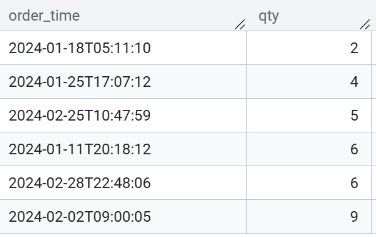 order_time qty
2024-01-18T05:11:10 2
2024-01-25T17:07:12 4
2024-02-25T10:47:59 5
2024-01-11T20:18:12 6
2024-02-28T22:48:06 6
2024-02-02T09:00:05 9